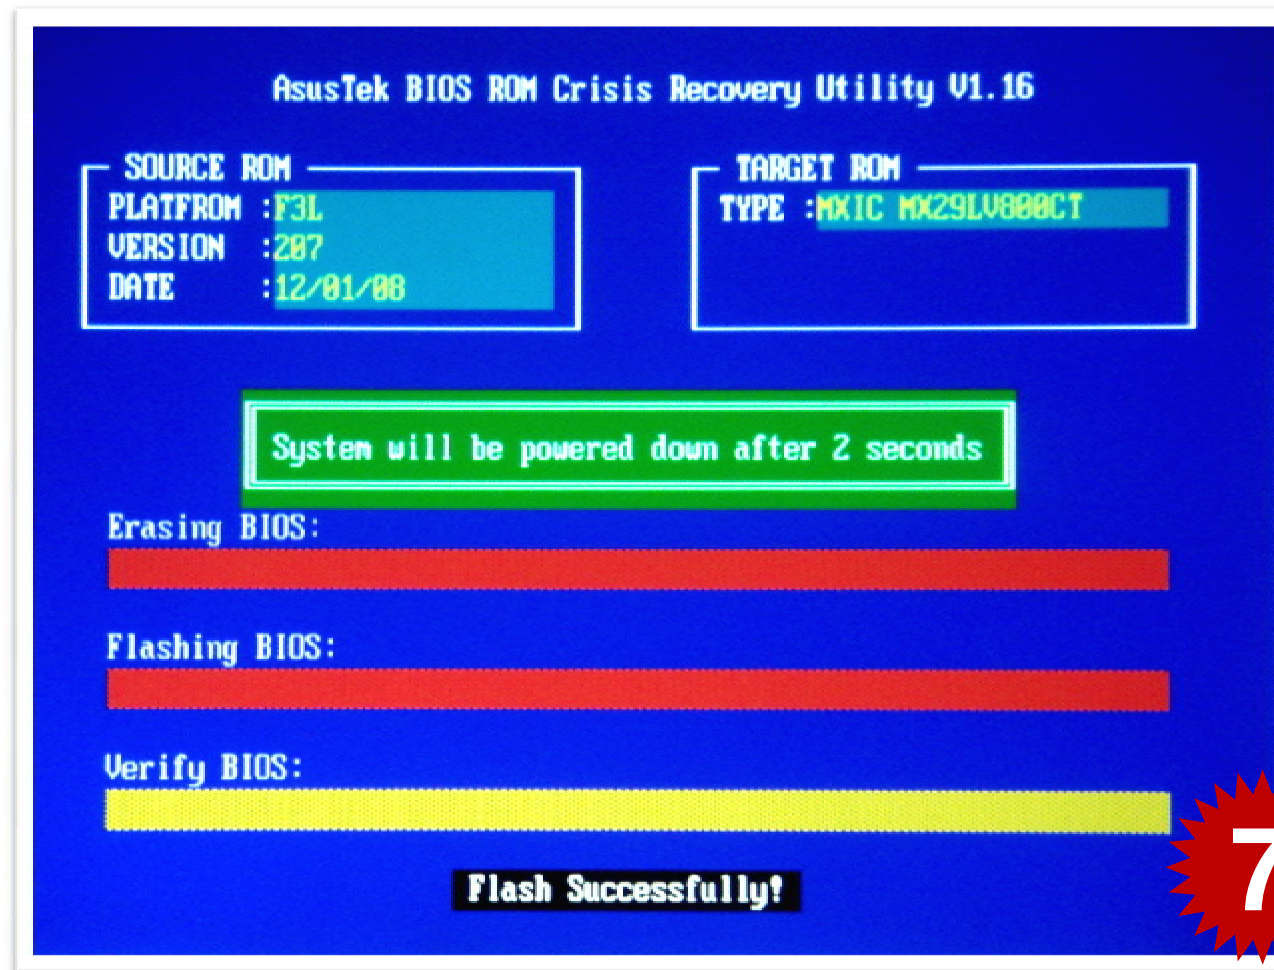 AsusTek BIOS ROM Crisis Recovery Utility V1.16
SOURCE ROM
PLATFROM :F3L
VERSION :207
DATE :12/01/08
TARGET ROM
TYPE :MXIC MX29LV800CT
System will be powered down after 2 seconds
Erasing BIOS:
Flashing BIOS:
Verify BIOS:
Flash Successfully!
7